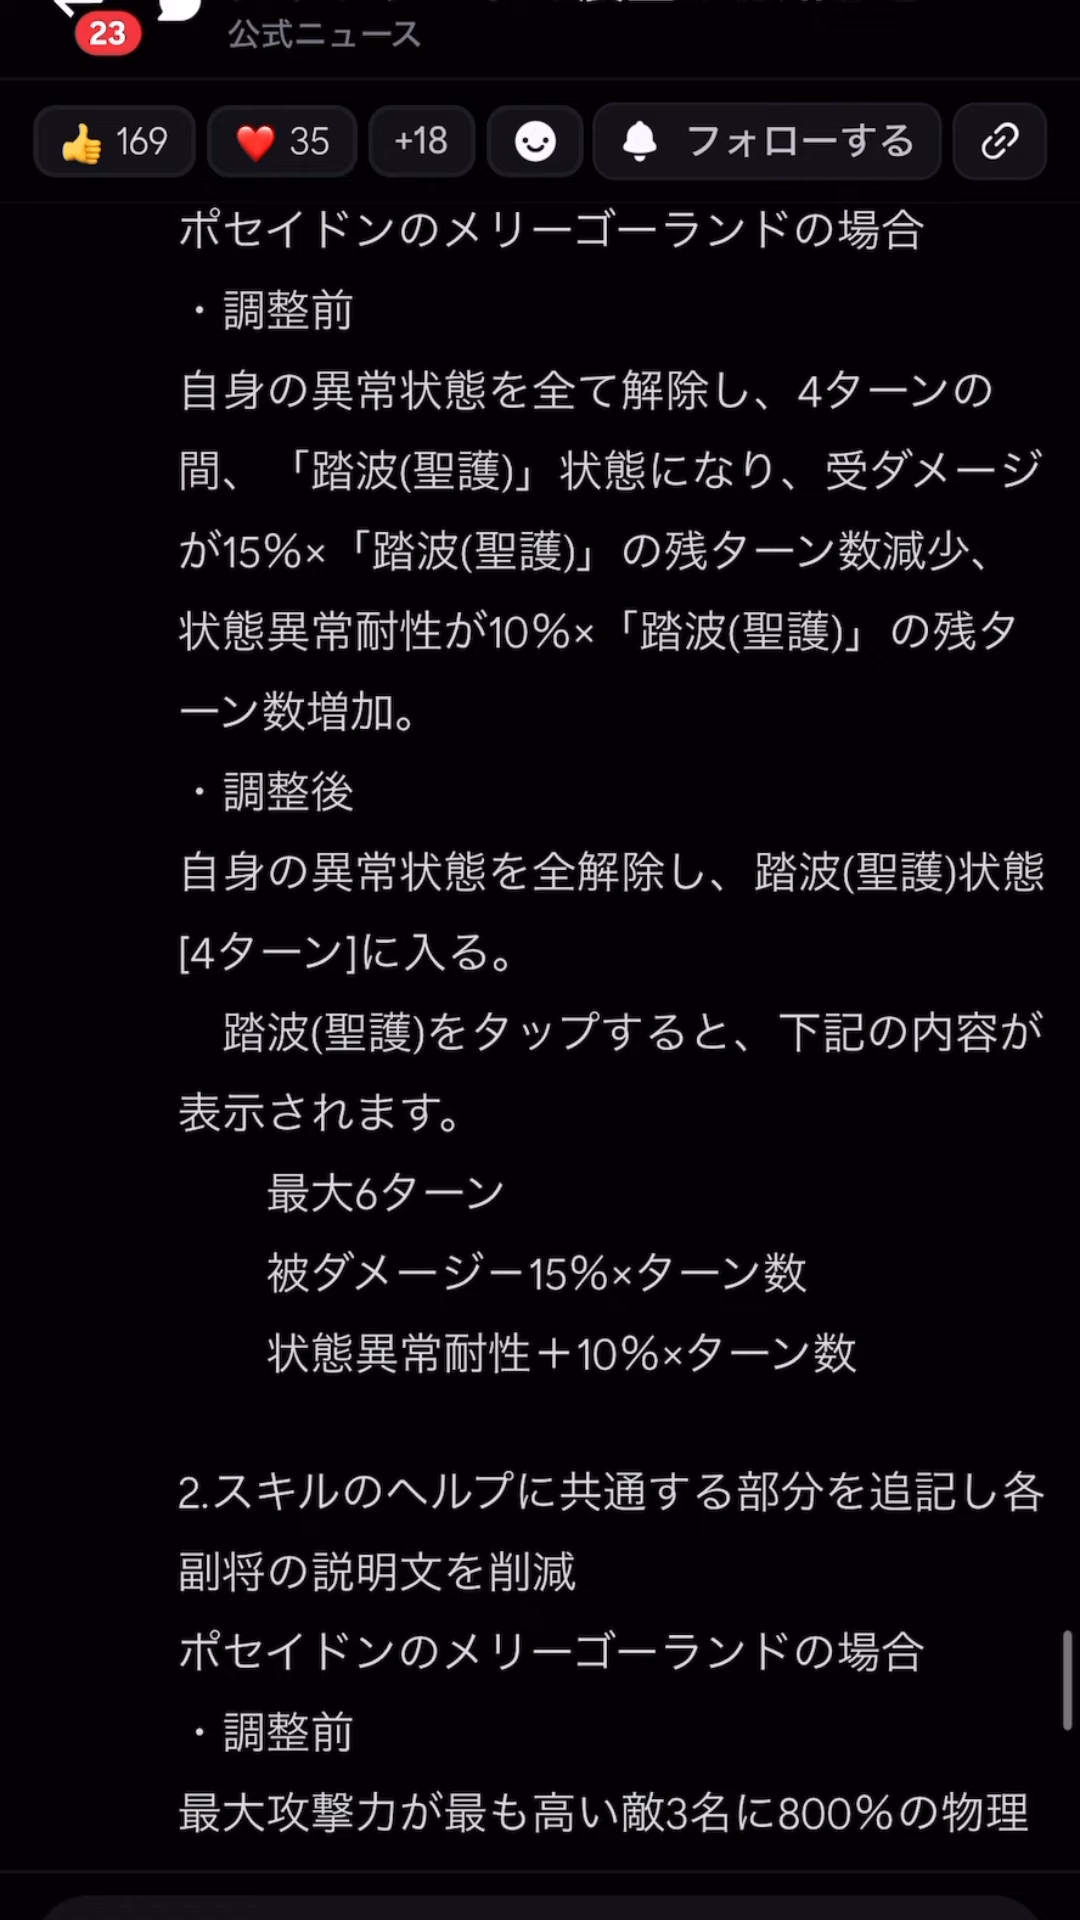 23
公式ニュース
👍 169 ❤️ 35 +18 フォローする
ポセイドンのメリーゴーランドの場合
・調整前
自身の異常状態を全て解除し、4ターンの
間、「踏波(聖護)」状態になり、受ダメージ
が15%×「踏波(聖護)」の残ターン数減少、
状態異常耐性が10%×「踏波(聖護)」の残タ
ーン数増加。
・調整後
自身の異常状態を全解除し、踏波(聖護)状態
[4ターン]に入る。
踏波(聖護)をタップすると、下記の内容が
表示されます。
最大6ターン
被ダメージ－15%×ターン数
状態異常耐性＋10%×ターン数
2.スキルのヘルプに共通する部分を追記し各
副将の説明文を削減
ポセイドンのメリーゴーランドの場合
・調整前
最大攻撃力が最も高い敵3名に800%の物理